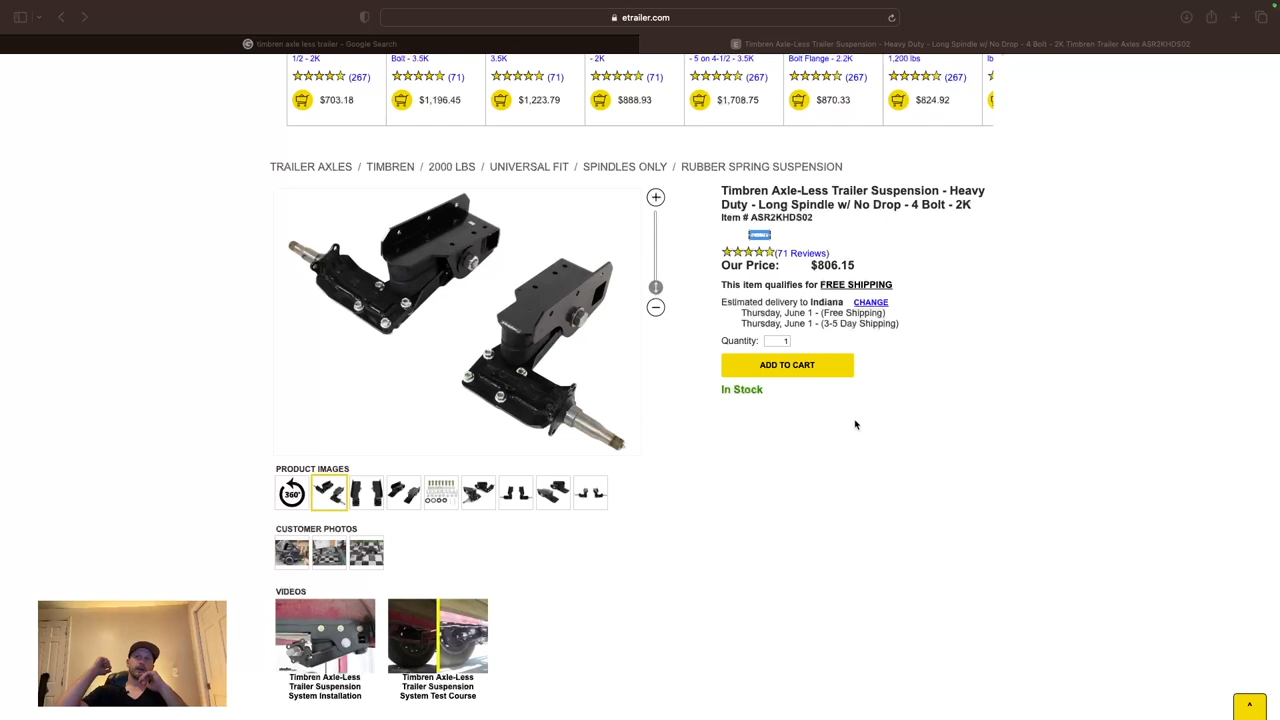 etrailer.com
timbren axle less trailer - Google Search
Timbren Axle-Less Trailer Suspension - Heavy Duty - Long Spindle w/ No Drop - 4 Bolt - 2K Timbren Trailer Axles ASR2KHDS02
1/2 - 2K
Bolt - 3.5K
3.5K
- 2K
- 5 on 4-1/2 - 3.5K
Bolt Flange - 2.2K
1,200 lbs
lb
(267)
(71)
(71)
(71)
(267)
(267)
(267)
$703.18
$1,196.45
$1,223.79
$888.93
$1,708.75
$870.33
$824.92
TRAILER AXLES / TIMBREN / 2000 LBS / UNIVERSAL FIT / SPINDLES ONLY / RUBBER SPRING SUSPENSION
Timbren Axle-Less Trailer Suspension - Heavy
Duty - Long Spindle w/ No Drop - 4 Bolt - 2K
Item # ASR2KHDS02
(71 Reviews)
Our Price: $806.15
This item qualifies for FREE SHIPPING
Estimated delivery to Indiana CHANGE
Thursday, June 1 - (Free Shipping)
Thursday, June 1 - (3-5 Day Shipping)
Quantity: 1
ADD TO CART
In Stock
PRODUCT IMAGES
360°
CUSTOMER PHOTOS
VIDEOS
Timbren Axle-Less
Trailer Suspension
System Installation
Timbren Axle-Less
Trailer Suspension
System Test Course